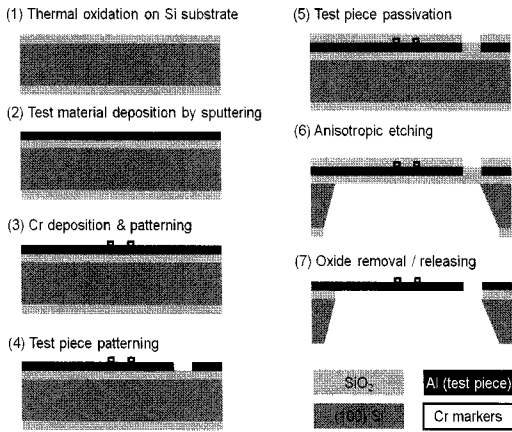 (1) Thermal oxidation on Si substrate
(2) Test material deposition by sputtering
(3) Cr deposition & patterning
(4) Test piece patterning
(5) Test piece passivation
(6) Anisotropic etching
(7) Oxide removal / releasing
SiO₂
Al (test piece)
(100) Si
Cr markers